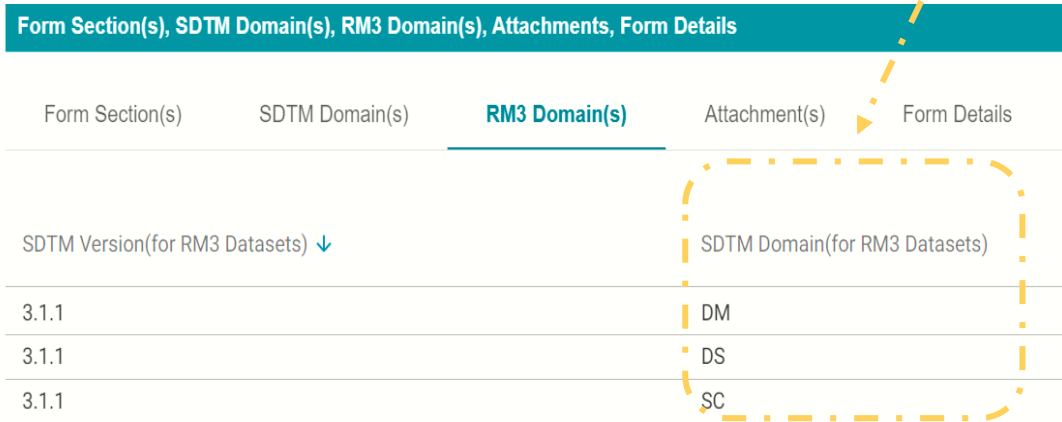 Form Section(s), SDTM Domain(s), RM3 Domain(s), Attachments, Form Details
Form Section(s) SDTM Domain(s) RM3 Domain(s) Attachment(s) Form Details
SDTM Version(for RM3 Datasets) SDTM Domain(for RM3 Datasets)
3.1.1 DM
3.1.1 DS
3.1.1 SC